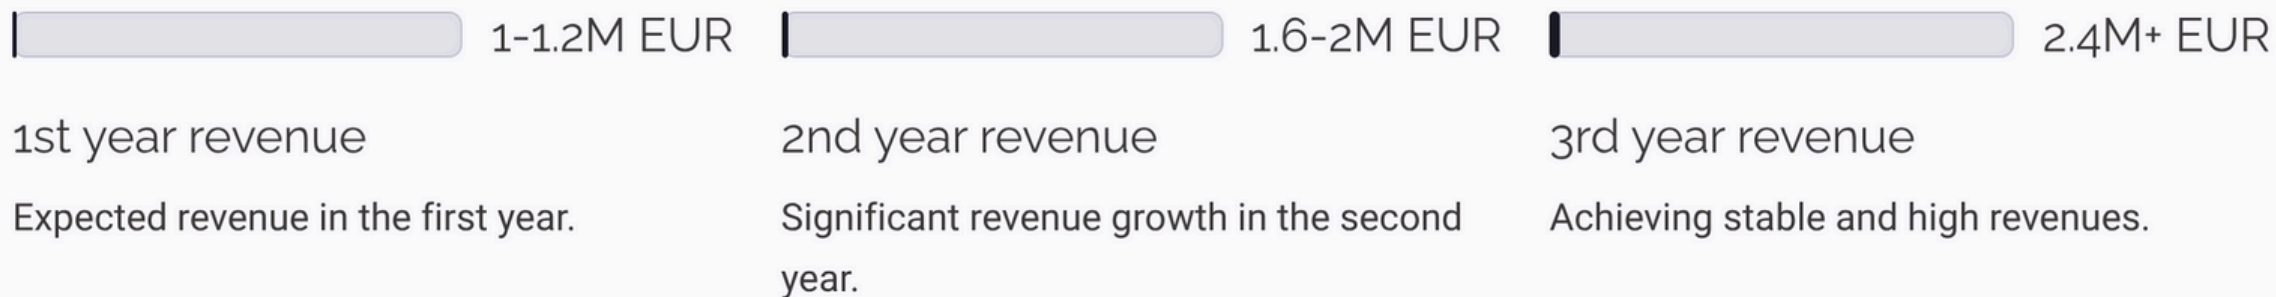 1-1.2M EUR
1st year revenue
Expected revenue in the first year.
1.6-2M EUR
2nd year revenue
Significant revenue growth in the second
year.
2.4M+ EUR
3rd year revenue
Achieving stable and high revenues.